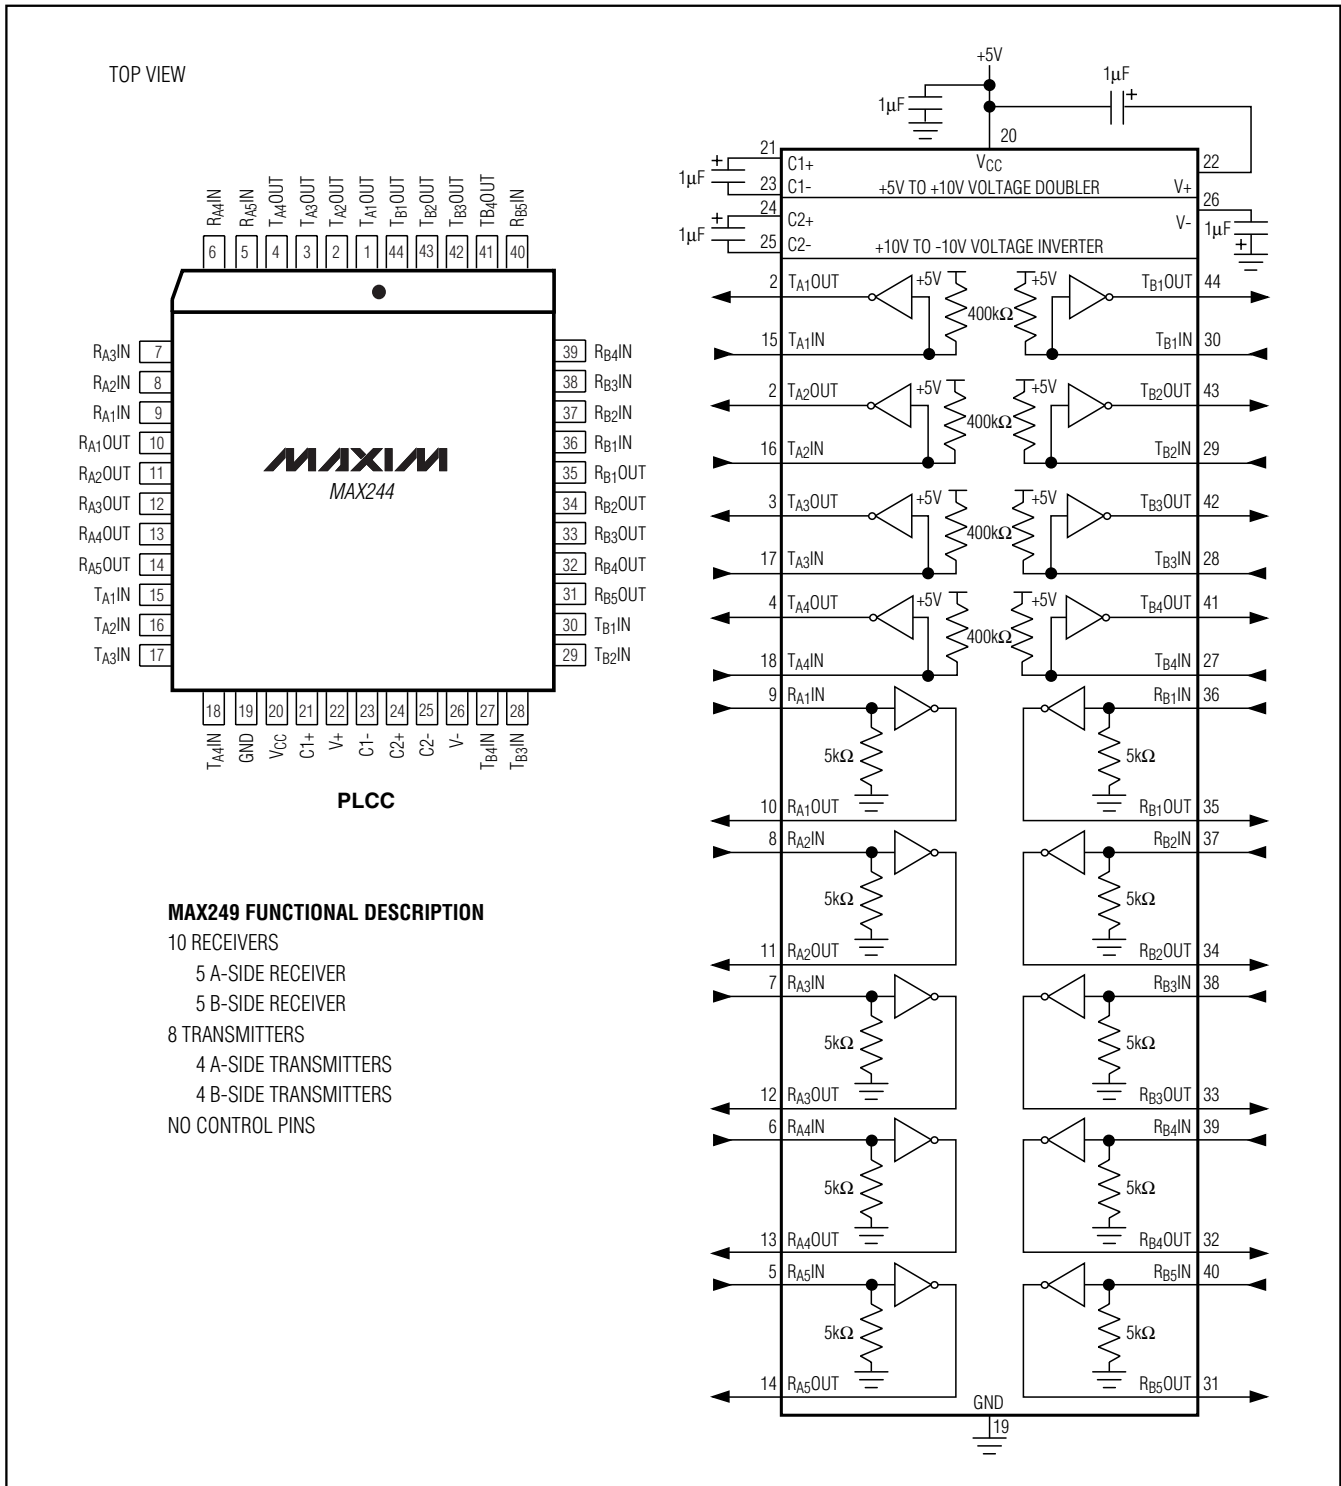 TOP VIEW
RA4IN
RA5IN
TA4OUT
TA3OUT
TA2OUT
TA1OUT
TB1OUT
TB2OUT
TB3OUT
TB4OUT
RB5IN
6 5 4 3 2 1 44 43 42 41 40
RA3IN 7
RA2IN 8
RA1IN 9
RA1OUT 10
RA2OUT 11
RA3OUT 12
RA4OUT 13
RA5OUT 14
TA1IN 15
TA2IN 16
TA3IN 17
MAXIM
MAX244
39 RB4IN
38 RB3IN
37 RB2IN
36 RB1IN
35 RB1OUT
34 RB2OUT
33 RB3OUT
32 RB4OUT
31 RB5OUT
30 TB1IN
29 TB2IN
18 19 20 21 22 23 24 25 26 27 28
TA4IN
GND
VCC
C1+
V+
C1-
C2+
C2-
V-
TB4IN
TB3IN
PLCC
MAX249 FUNCTIONAL DESCRIPTION
10 RECEIVERS
5 A-SIDE RECEIVER
5 B-SIDE RECEIVER
8 TRANSMITTERS
4 A-SIDE TRANSMITTERS
4 B-SIDE TRANSMITTERS
NO CONTROL PINS
+5V
1µF
1µF +
20
21 C1+ VCC 22
+ 1µF
23 C1- +5V TO +10V VOLTAGE DOUBLER V+
26
24 C2+ V-
+ 1µF
25 C2- +10V TO -10V VOLTAGE INVERTER
1µF +
2 TA1OUT +5V +5V TB1OUT 44
400kΩ
15 TA1IN TB1IN 30
2 TA2OUT +5V +5V TB2OUT 43
400kΩ
16 TA2IN TB2IN 29
3 TA3OUT +5V +5V TB3OUT 42
400kΩ
17 TA3IN TB3IN 28
4 TA4OUT +5V +5V TB4OUT 41
400kΩ
18 TA4IN TB4IN 27
9 RA1IN RB1IN 36
5kΩ 5kΩ
10 RA1OUT RB1OUT 35
8 RA2IN RB2IN 37
5kΩ 5kΩ
11 RA2OUT RB2OUT 34
7 RA3IN RB3IN 38
5kΩ 5kΩ
12 RA3OUT RB3OUT 33
6 RA4IN RB4IN 39
5kΩ 5kΩ
13 RA4OUT RB4OUT 32
5 RA5IN RB5IN 40
5kΩ 5kΩ
14 RA5OUT RB5OUT 31
GND
19